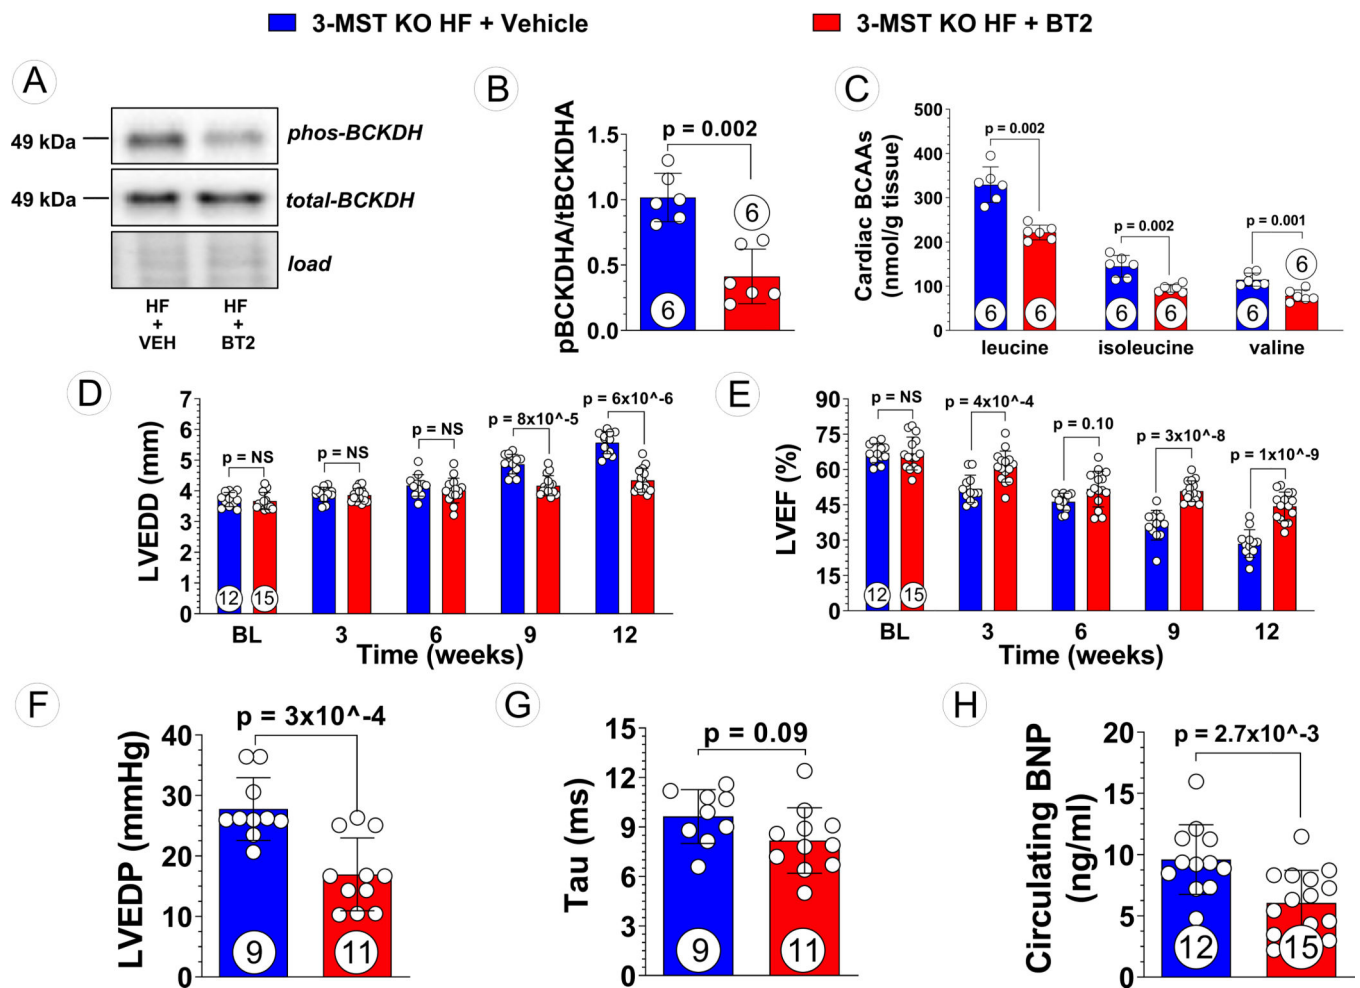 3-MST KO HF + Vehicle
3-MST KO HF + BT2
A
49 kDa
phos-BCKDH
49 kDa
total-BCKDH
load
HF
+
VEH
HF
+
BT2
B
pBCKDHA/tBCKDHA
1.5
1.0
0.5
0.0
p = 0.002
6
6
C
Cardiac BCAAs
(nmol/g tissue)
500
400
300
200
100
0
p = 0.002
p = 0.002
p = 0.001
6
6
6
6
6
6
leucine
isoleucine
valine
D
LVEDD (mm)
7
6
5
4
3
2
1
0
p = NS
p = NS
p = NS
p = 8x10^-5
p = 6x10^-6
12
15
BL
3
6
9
12
Time (weeks)
E
LVEF (%)
90
75
60
45
30
15
0
p = NS
p = 4x10^-4
p = 0.10
p = 3x10^-8
p = 1x10^-9
12
15
BL
3
6
9
12
Time (weeks)
F
LVEDP (mmHg)
40
30
20
10
0
p = 3x10^-4
9
11
G
Tau (ms)
15
12
9
6
3
0
p = 0.09
9
11
H
Circulating BNP
(ng/ml)
20
15
10
5
0
p = 2.7x10^-3
12
15